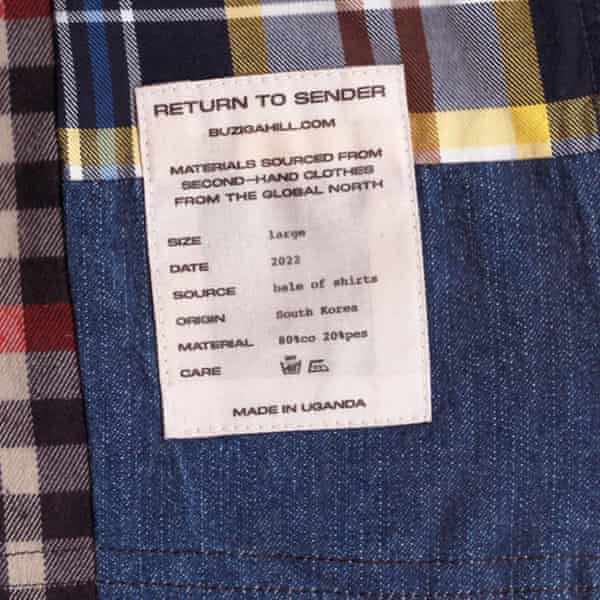 RETURN TO SENDER
BUZIGAHILL.COM
MATERIALS SOURCED FROM
SECOND-HAND CLOTHES
FROM THE GLOBAL NORTH
SIZE large
DATE 2022
SOURCE bale of shirts
ORIGIN South Korea
MATERIAL 80%co 20%pes
CARE
MADE IN UGANDA